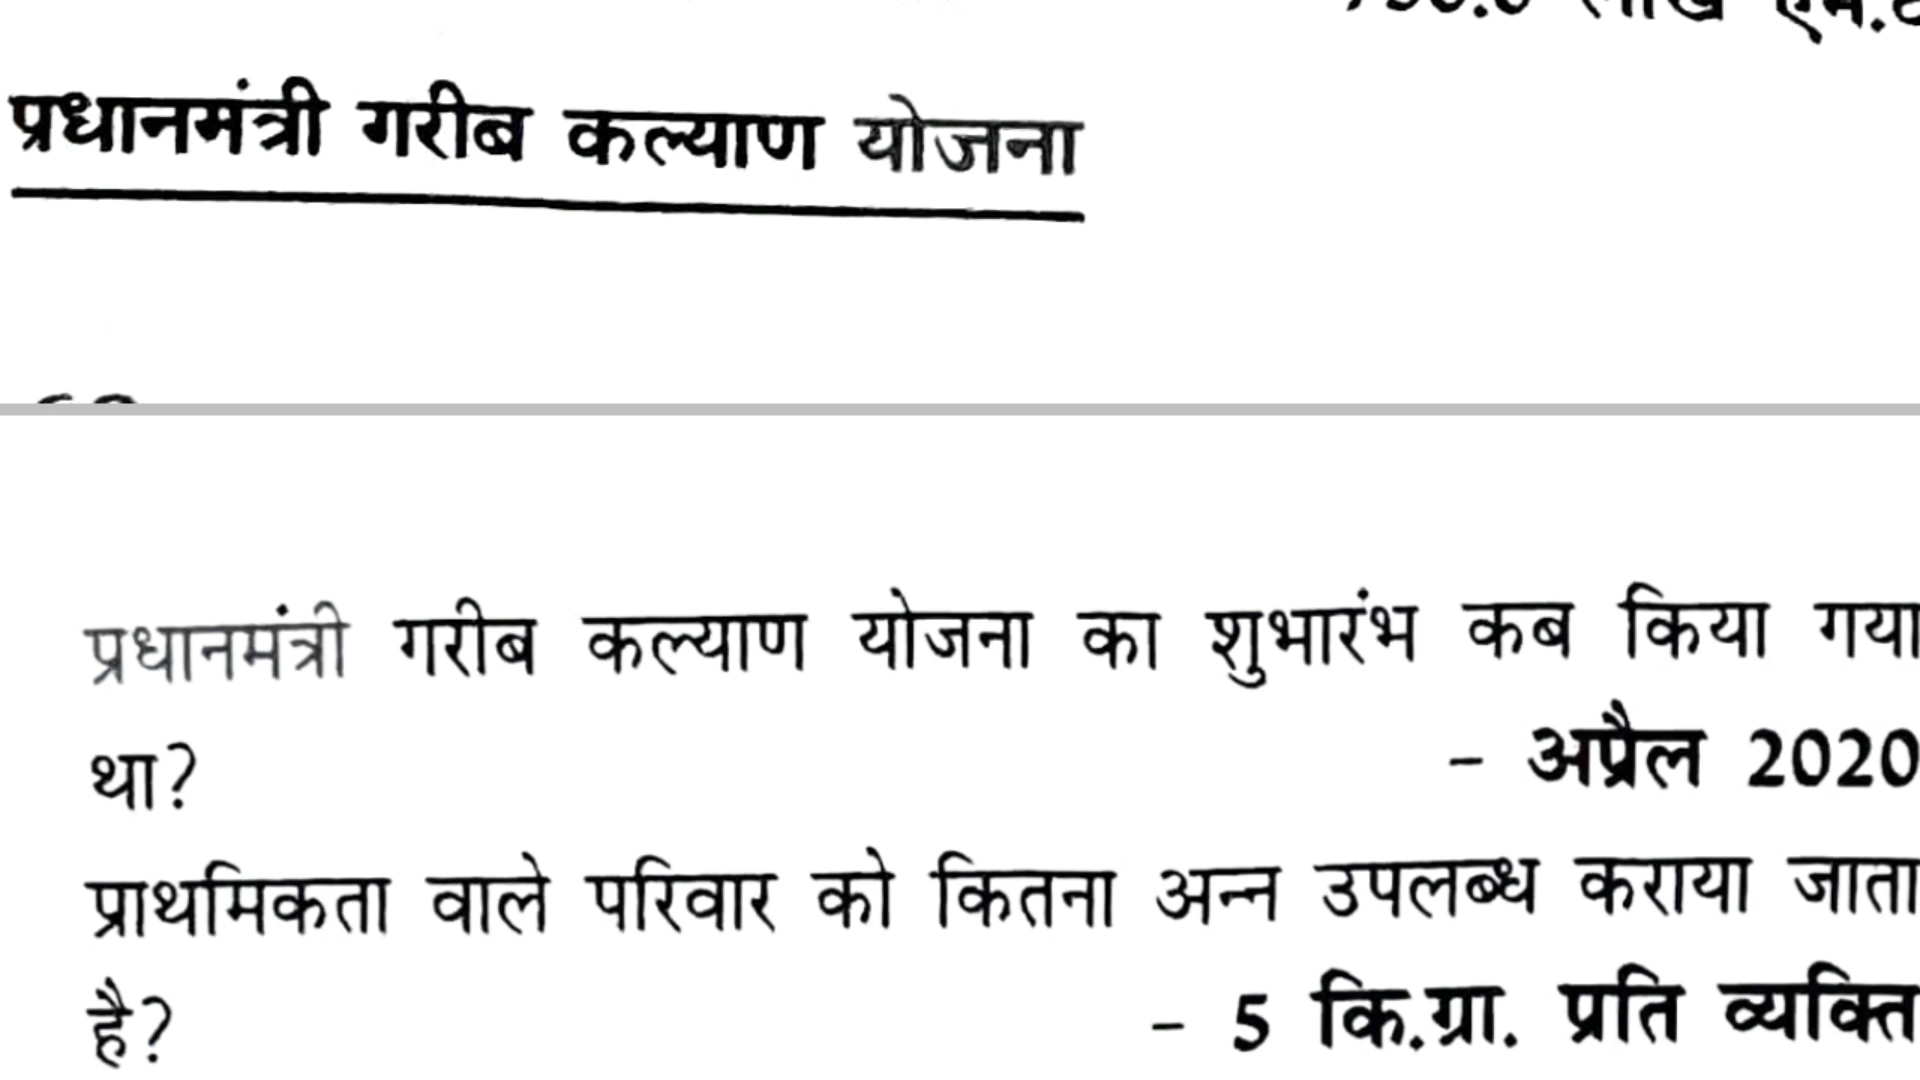 लाख एम.ट
प्रधानमंत्री गरीब कल्याण योजना
प्रधानमंत्री गरीब कल्याण योजना का शुभारंभ कब किया गया
था? - अप्रैल 2020
प्राथमिकता वाले परिवार को कितना अन्न उपलब्ध कराया जाता
है? - 5 कि.ग्रा. प्रति व्यक्ति